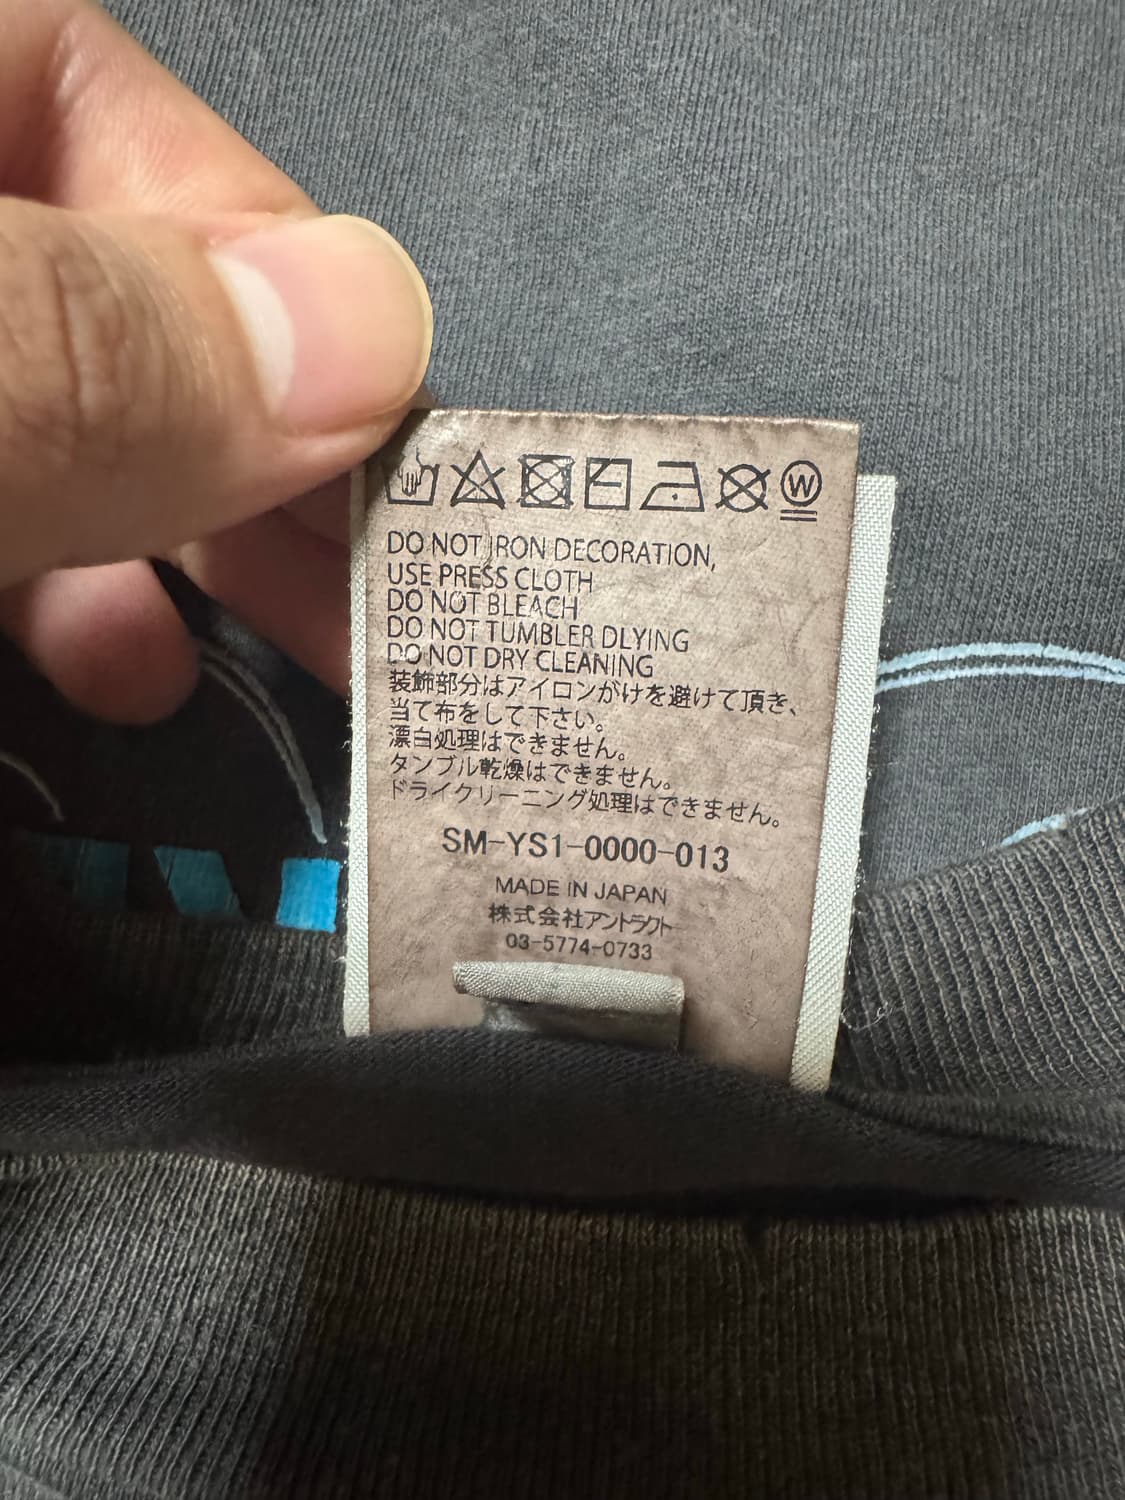 W
DO NOT IRON DECORATION,
USE PRESS CLOTH
DO NOT BLEACH
DO NOT TUMBLER DLYING
DO NOT DRY CLEANING
装飾部分はアイロンがけを避けて頂き、
当て布をして下さい。
漂白処理はできません。
タンブル乾燥はできません。
ドライクリーニング処理はできません。
SM-YS1-0000-013
MADE IN JAPAN
株式会社アントラクト
03-5774-0733